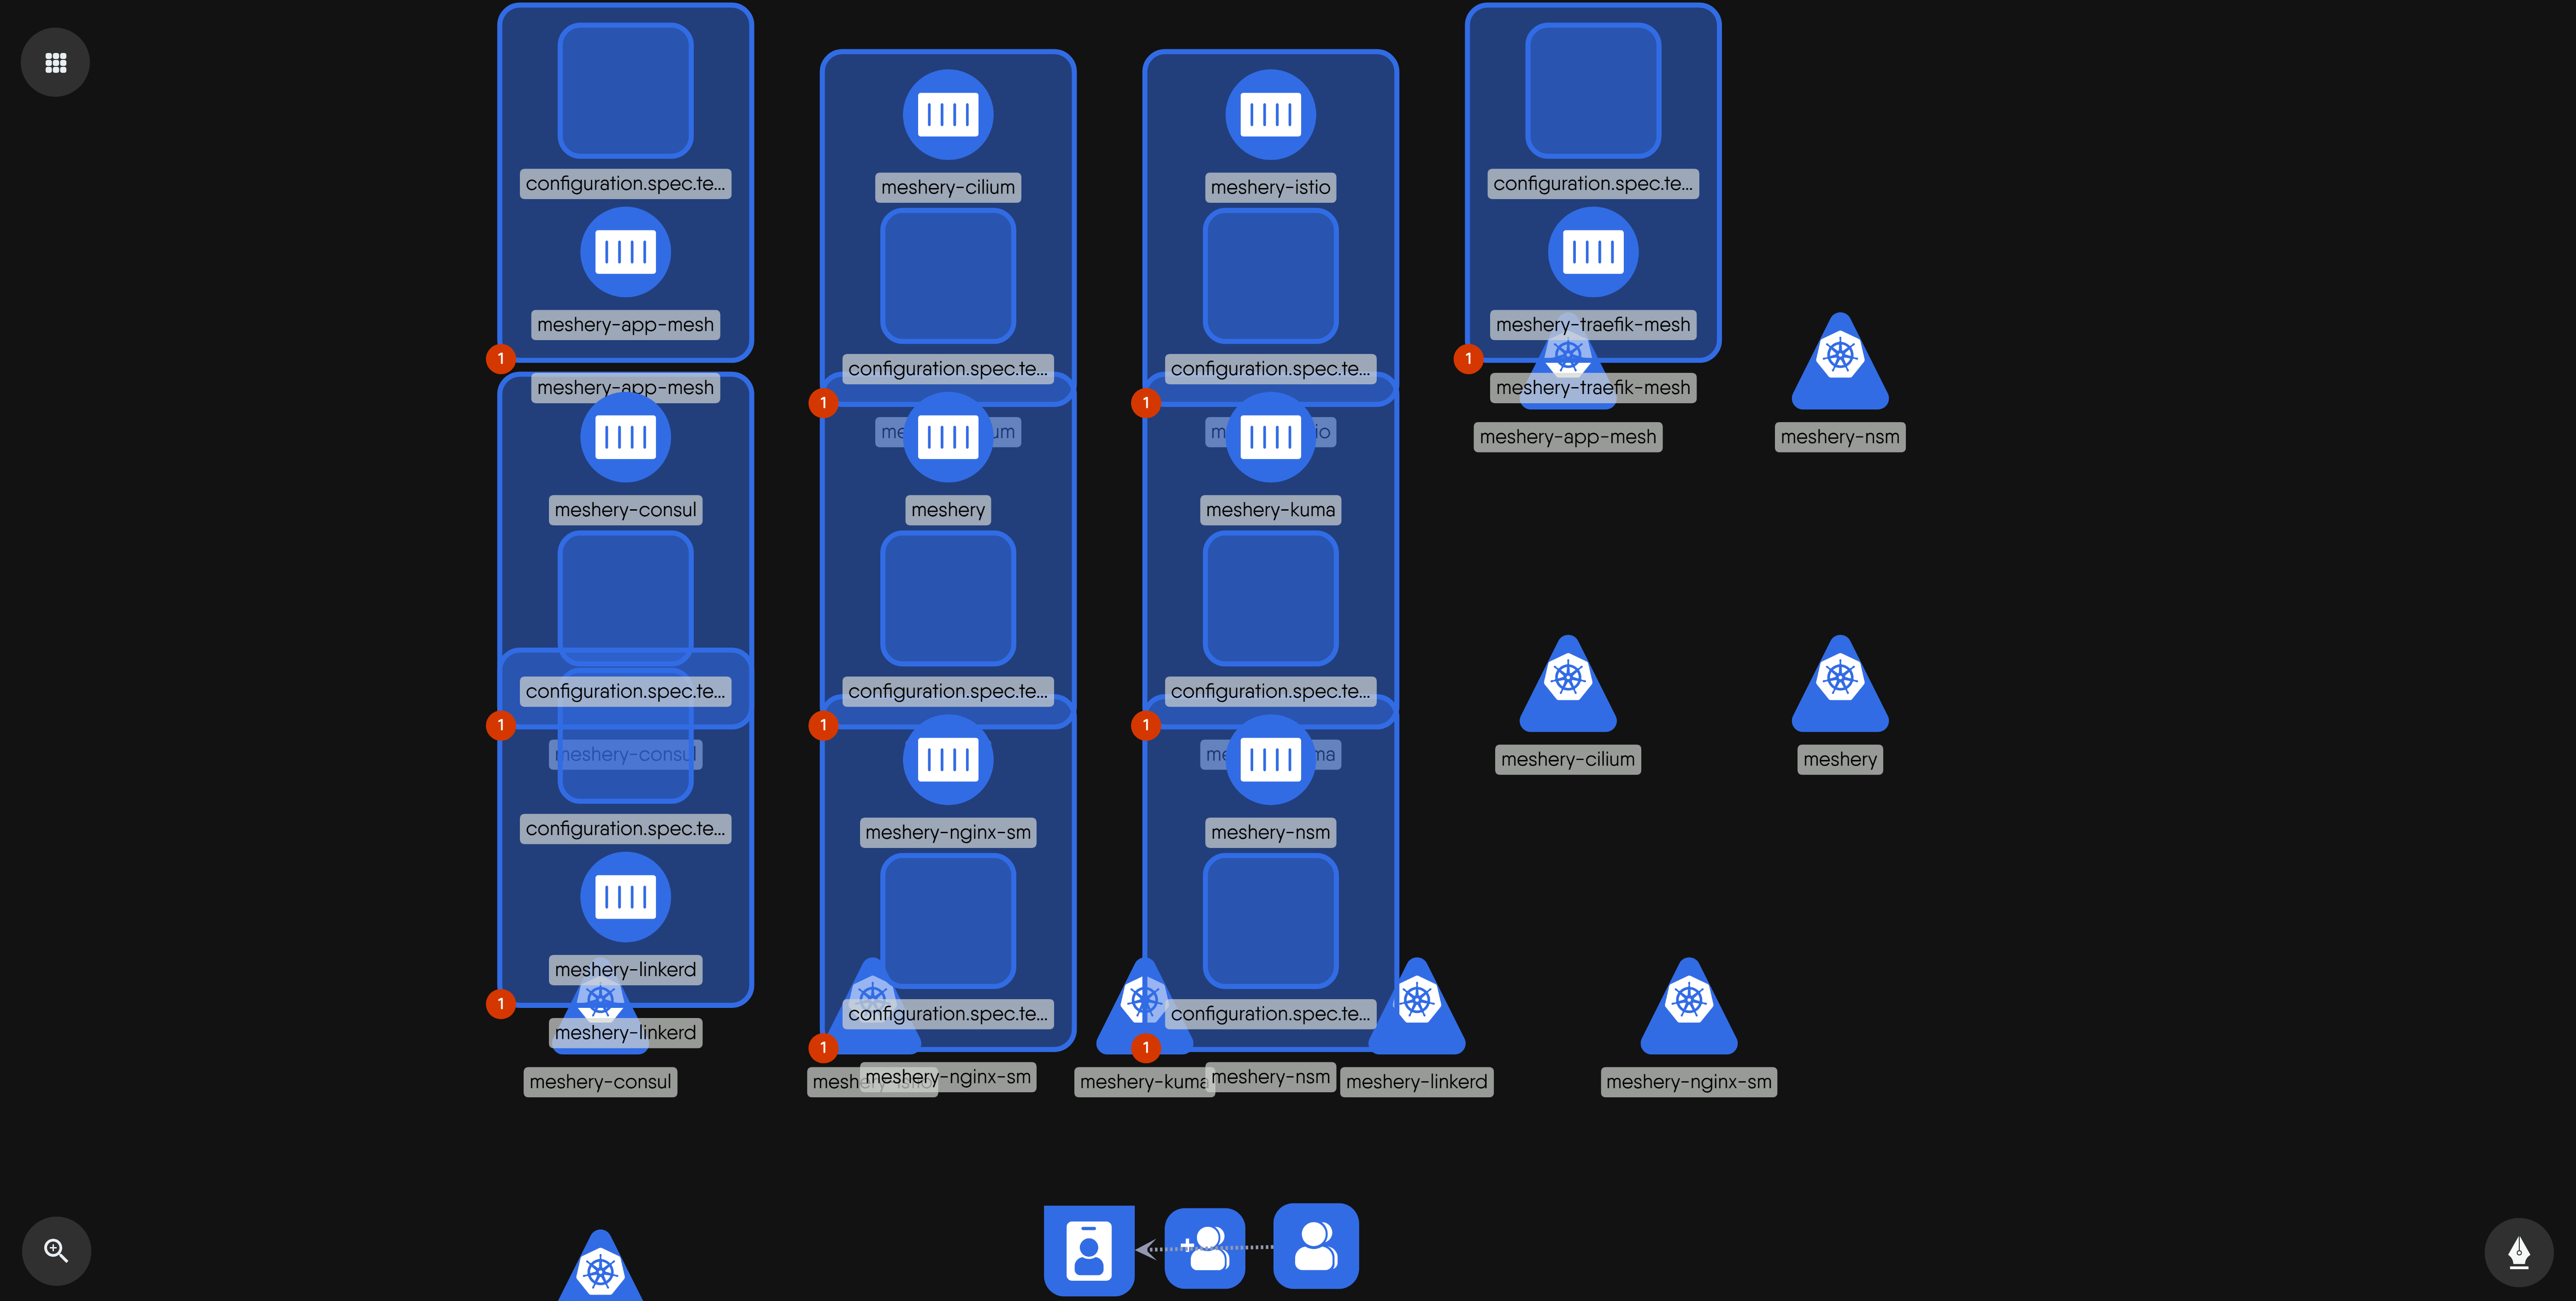 configuration.spec.te...
meshery-app-mesh
1
meshery-app-mesh
meshery-cilium
configuration.spec.te...
1
meshery-istio
configuration.spec.te...
1
configuration.spec.te...
meshery-traefik-mesh
1
meshery-traefik-mesh
meshery-app-mesh
meshery-nsm
meshery-consul
configuration.spec.te...
1
meshery-consul
configuration.spec.te...
meshery-linkerd
1
meshery-linkerd
meshery-consul
meshery
configuration.spec.te...
1
meshery-nginx-sm
configuration.spec.te...
1
meshery-nginx-sm
meshery-kuma
configuration.spec.te...
1
meshery-nsm
configuration.spec.te...
1
meshery-kuma
meshery-nsm
meshery-linkerd
meshery-cilium
meshery
meshery-nginx-sm